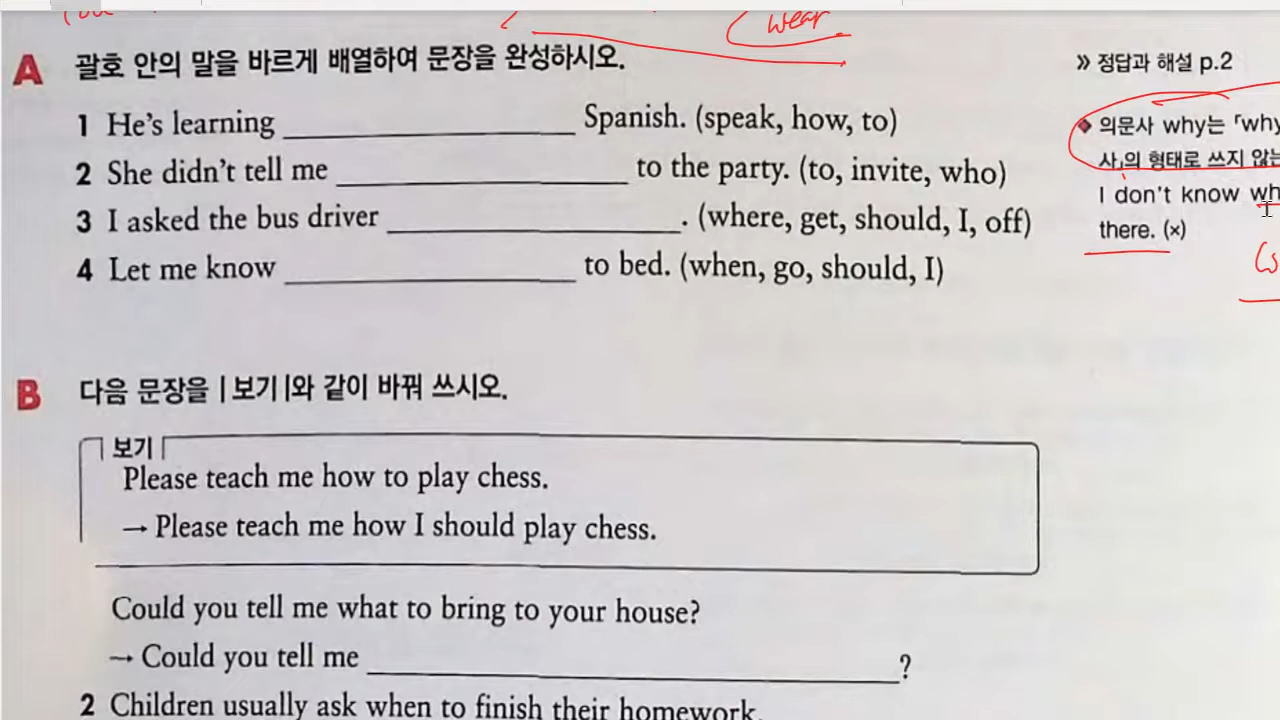 wear
A 괄호 안의 말을 바르게 배열하여 문장을 완성하시오.
1 He's learning ____ Spanish. (speak, how, to)
2 She didn't tell me ____ to the party. (to, invite, who)
3 I asked the bus driver ____. (where, get, should, I, off)
4 Let me know ____ to bed. (when, go, should, I)
» 정답과 해설 p.2
◆ 의문사 why는 「why
사」의 형태로 쓰지 않는
I don't know wh
there. (×)
B 다음 문장을 |보기|와 같이 바꿔 쓰시오.
|보기|
Please teach me how to play chess.
→ Please teach me how I should play chess.
Could you tell me what to bring to your house?
→ Could you tell me ____?
2 Children usually ask when to finish their homework.